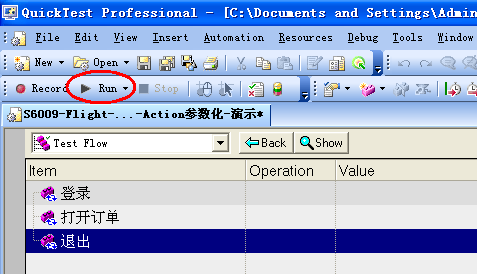 QuickTest Professional - [C:\Documents and Settings\Admin
File Edit View Insert Automation Resources Debug Tools Window
New Open
Record Run Stop
S6009-Flight-...-Action参数化-演示*
Test Flow Back Show
Item Operation Value
登录
打开订单
退出